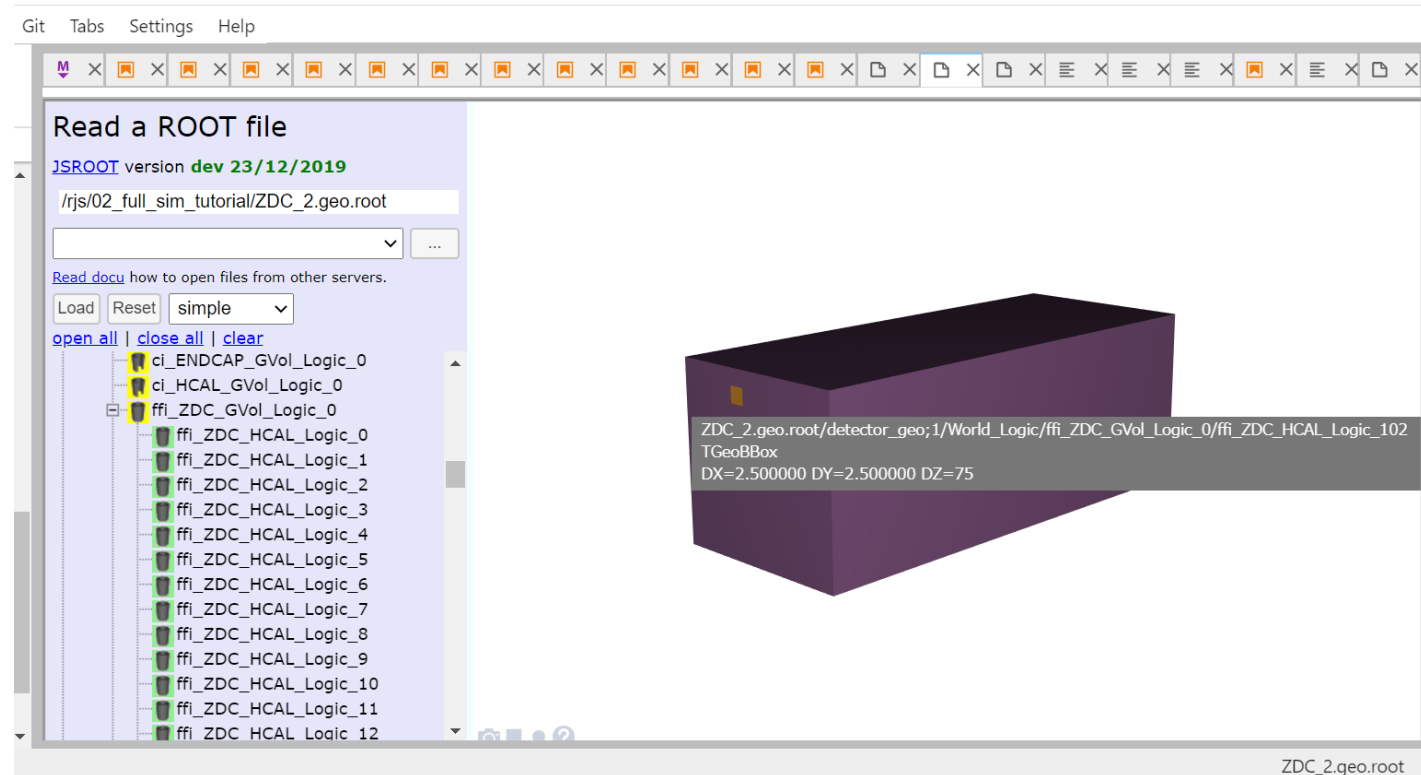 Git Tabs Settings Help
M
Read a ROOT file
JSROOT version dev 23/12/2019
/rjs/02_full_sim_tutorial/ZDC_2.geo.root
...
Read docu how to open files from other servers.
Load Reset simple
open all | close all | clear
ci_ENDCAP_GVol_Logic_0
ci_HCAL_GVol_Logic_0
ffi_ZDC_GVol_Logic_0
ffi_ZDC_HCAL_Logic_0
ffi_ZDC_HCAL_Logic_1
ffi_ZDC_HCAL_Logic_2
ffi_ZDC_HCAL_Logic_3
ffi_ZDC_HCAL_Logic_4
ffi_ZDC_HCAL_Logic_5
ffi_ZDC_HCAL_Logic_6
ffi_ZDC_HCAL_Logic_7
ffi_ZDC_HCAL_Logic_8
ffi_ZDC_HCAL_Logic_9
ffi_ZDC_HCAL_Logic_10
ffi_ZDC_HCAL_Logic_11
ffi_ZDC_HCAL_Logic_12
ZDC_2.geo.root/detector_geo;1/World_Logic/ffi_ZDC_GVol_Logic_0/ffi_ZDC_HCAL_Logic_102
TGeoBBox
DX=2.500000 DY=2.500000 DZ=75
?
ZDC_2.geo.root